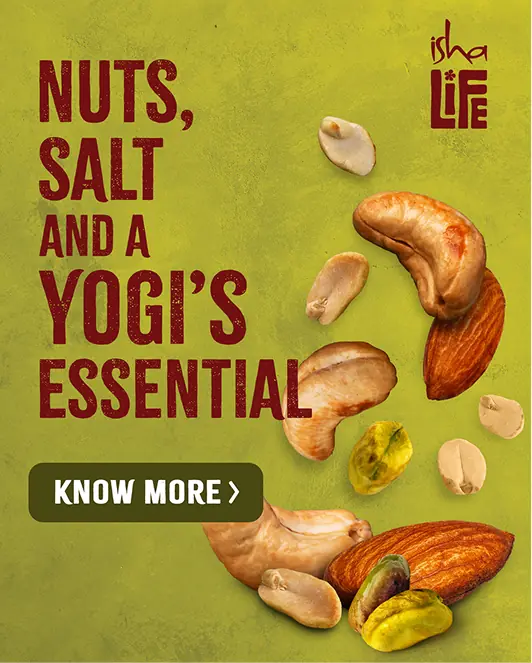 isha
LiFE
NUTS,
SALT
AND A
YOGI'S
ESSENTIAL
KNOW MORE >